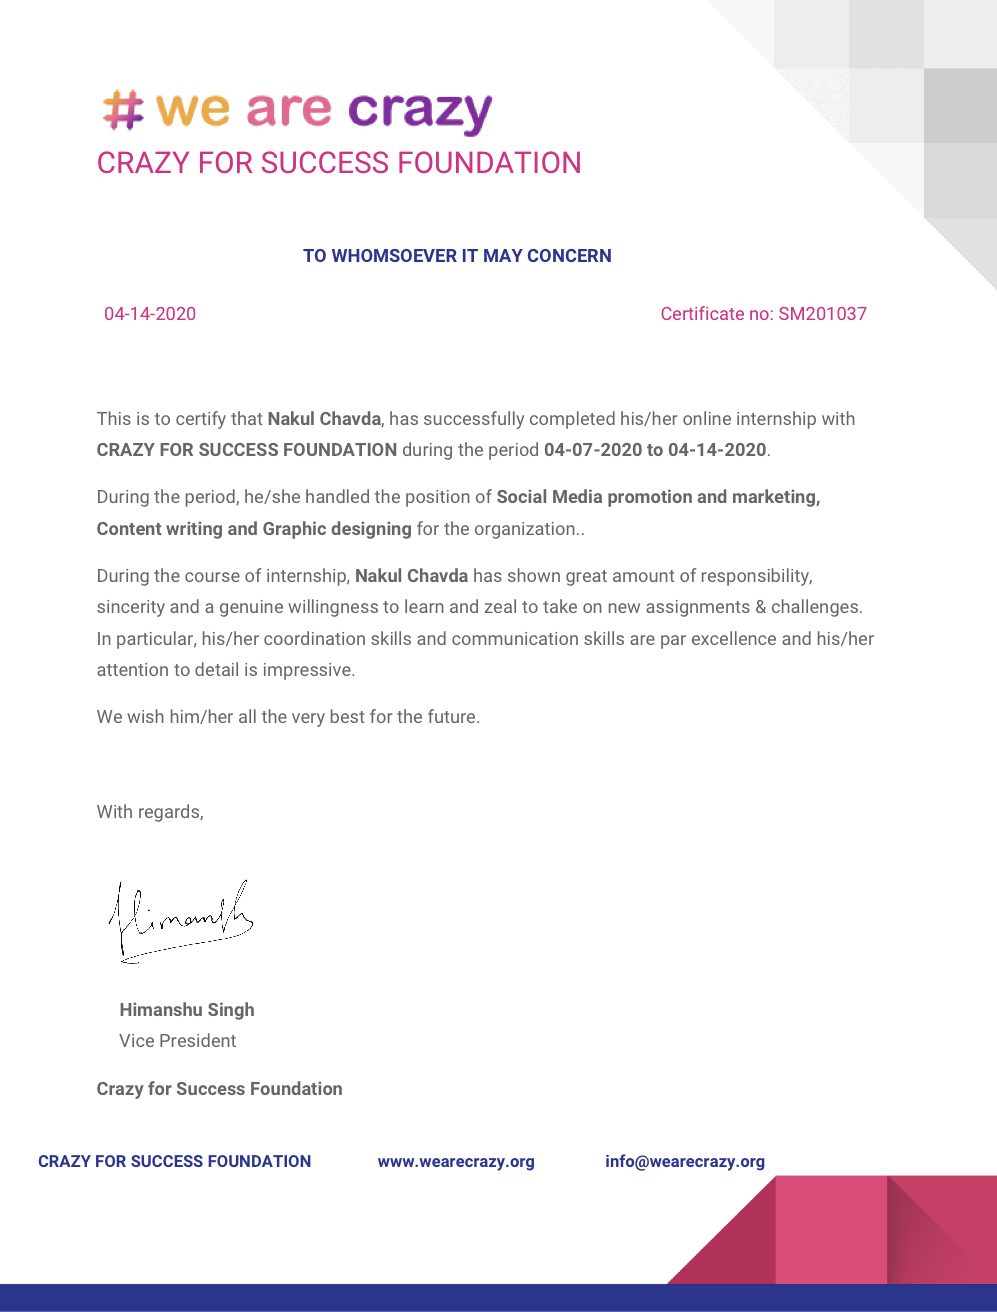 # we are crazy
CRAZY FOR SUCCESS FOUNDATION
TO WHOMSOEVER IT MAY CONCERN
04-14-2020 Certificate no: SM201037
This is to certify that Nakul Chavda, has successfully completed his/her online internship with
CRAZY FOR SUCCESS FOUNDATION during the period 04-07-2020 to 04-14-2020.
During the period, he/she handled the position of Social Media promotion and marketing,
Content writing and Graphic designing for the organization..
During the course of internship, Nakul Chavda has shown great amount of responsibility,
sincerity and a genuine willingness to learn and zeal to take on new assignments & challenges.
In particular, his/her coordination skills and communication skills are par excellence and his/her
attention to detail is impressive.
We wish him/her all the very best for the future.
With regards,
Himansh
Himanshu Singh
Vice President
Crazy for Success Foundation
CRAZY FOR SUCCESS FOUNDATION www.wearecrazy.org info@wearecrazy.org